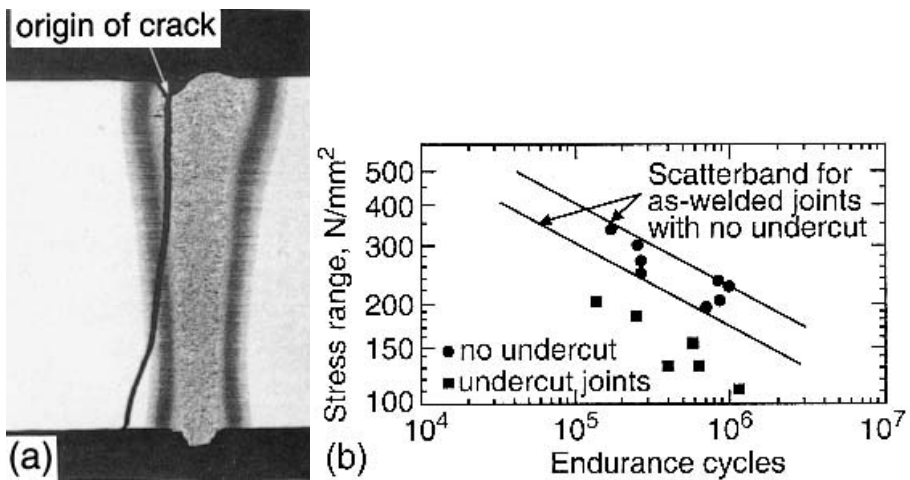 origin of crack
(a)
Stress range, N/mm²
500
400
300
200
150
100
Scatterband for
as-welded joints
with no undercut
no undercut
undercut joints
10⁴
10⁵
10⁶
10⁷
(b)
Endurance cycles